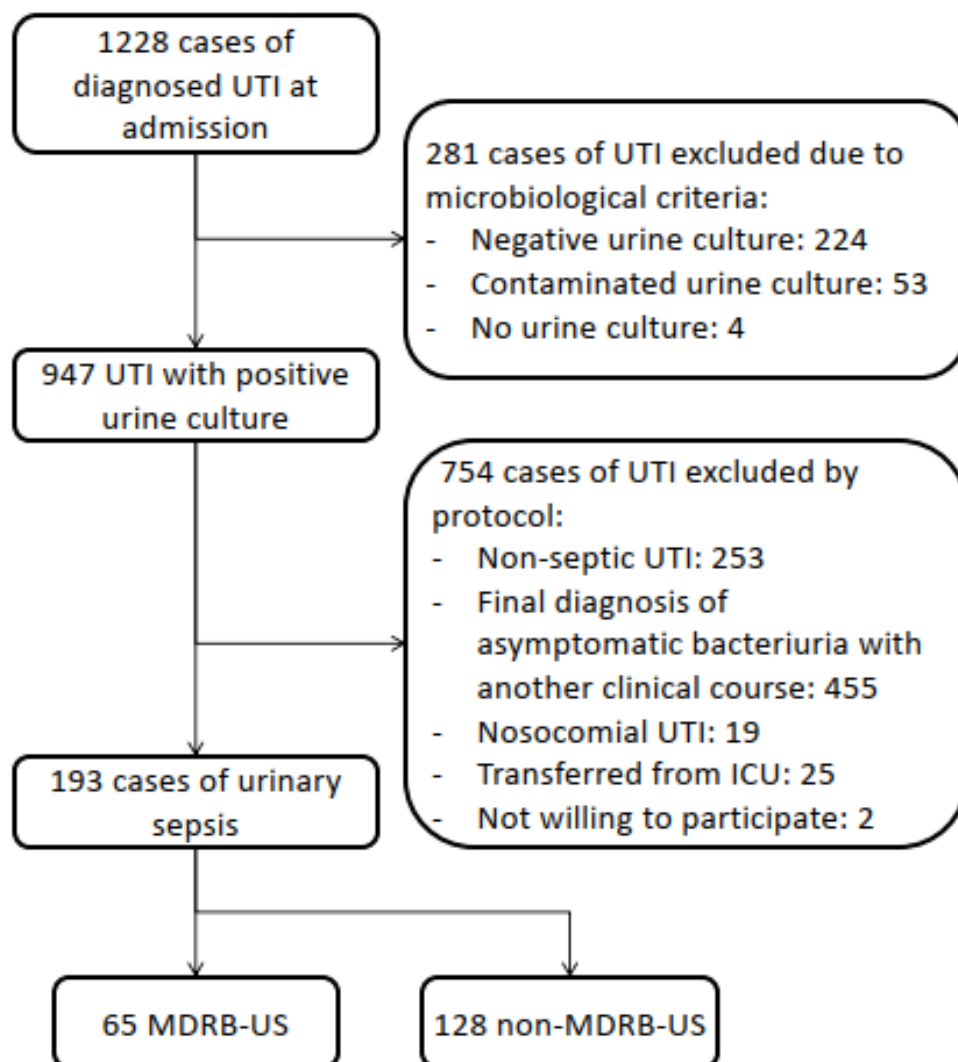 1228 cases of
diagnosed UTI at
admission
281 cases of UTI excluded due to
microbiological criteria:
- Negative urine culture: 224
- Contaminated urine culture: 53
- No urine culture: 4
947 UTI with positive
urine culture
754 cases of UTI excluded by
protocol:
- Non-septic UTI: 253
- Final diagnosis of
asymptomatic bacteriuria with
another clinical course: 455
- Nosocomial UTI: 19
- Transferred from ICU: 25
- Not willing to participate: 2
193 cases of urinary
sepsis
65 MDRB-US
128 non-MDRB-US